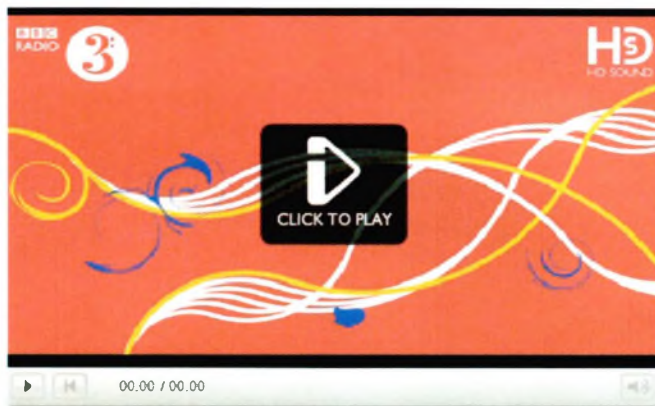 BBC
RADIO
3
HD
S
HD SOUND
CLICK TO PLAY
00.00 / 00.00